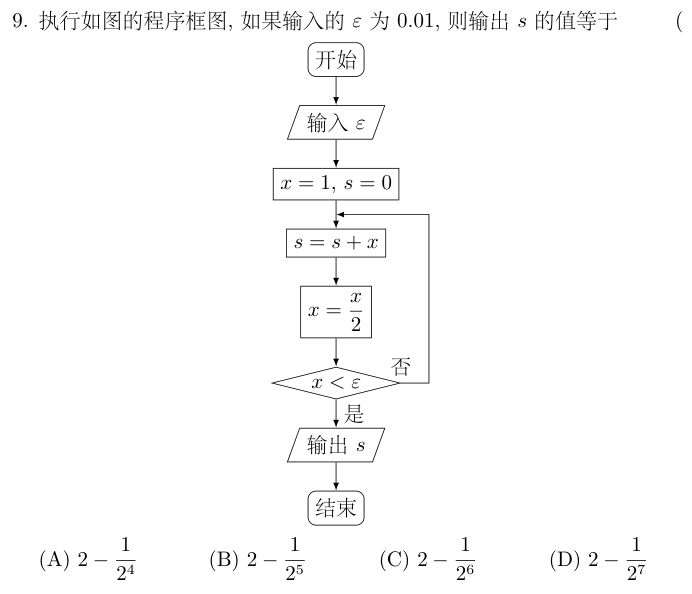 9. 执行如图的程序框图, 如果输入的 ε 为 0.01, 则输出 s 的值等于 (
开始
输入 ε
x = 1, s = 0
s = s + x
x = x/2
x < ε
否
是
输出 s
结束
(A) 2 − 1/2⁴ (B) 2 − 1/2⁵ (C) 2 − 1/2⁶ (D) 2 − 1/2⁷